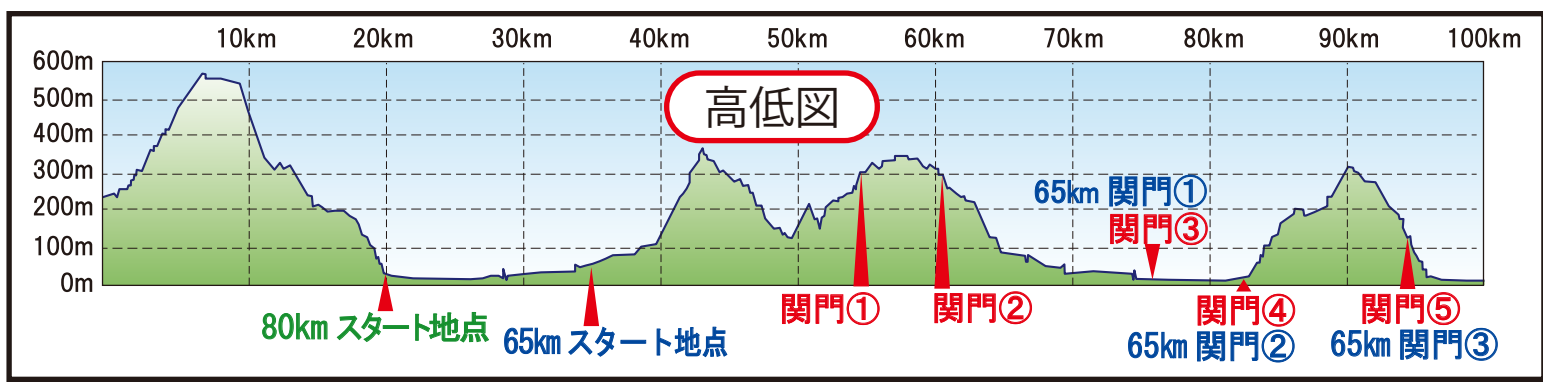 10km 20km 30km 40km 50km 60km 70km 80km 90km 100km
600m
500m
400m
300m
200m
100m
0m
高低図
65km 関門①
関門③
80km スタート地点
65km スタート地点
関門①
関門②
関門④
65km 関門②
関門⑤
65km 関門③